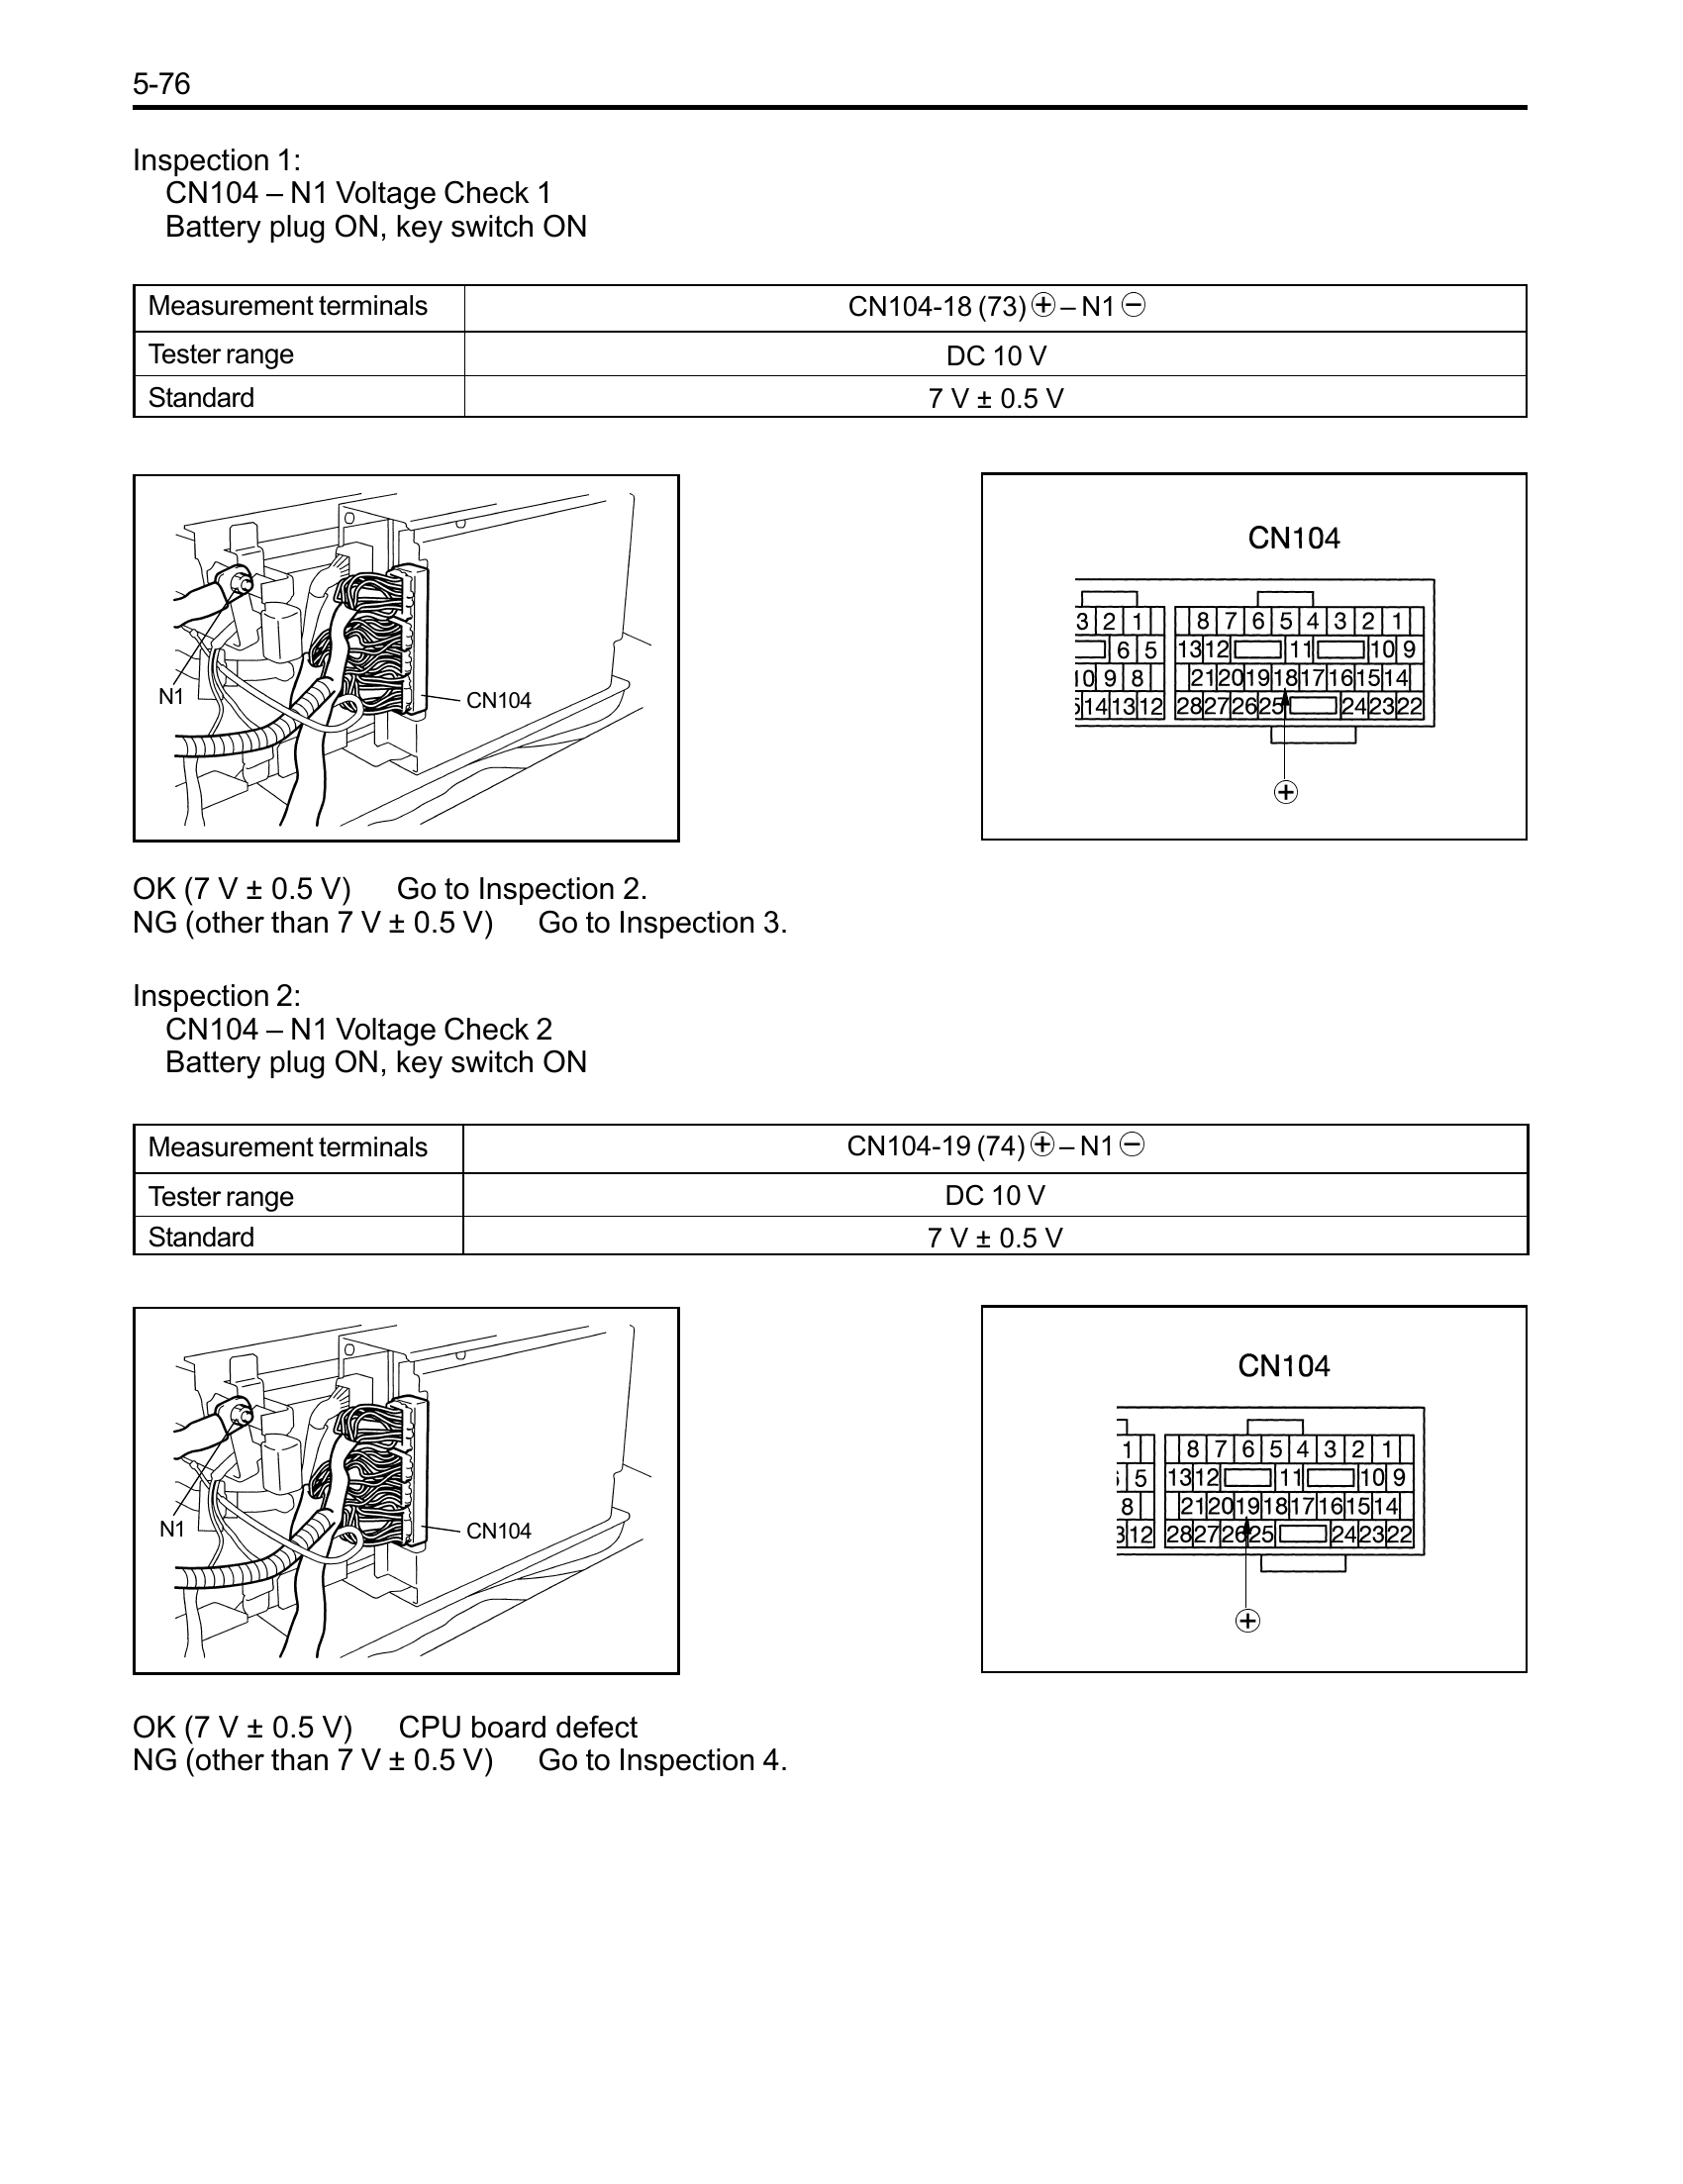 5-76
Inspection 1:
CN104 – N1 Voltage Check 1
Battery plug ON, key switch ON
Measurement terminals CN104-18 (73) ⊕ – N1 ⊖
Tester range DC 10 V
Standard 7 V ± 0.5 V
N1
CN104
CN104
3 2 1 8 7 6 5 4 3 2 1
6 5 13 12 11 10 9
10 9 8 21 20 19 18 17 16 15 14
14 13 12 28 27 26 25 24 23 22
⊕
OK (7 V ± 0.5 V) Go to Inspection 2.
NG (other than 7 V ± 0.5 V) Go to Inspection 3.
Inspection 2:
CN104 – N1 Voltage Check 2
Battery plug ON, key switch ON
Measurement terminals CN104-19 (74) ⊕ – N1 ⊖
Tester range DC 10 V
Standard 7 V ± 0.5 V
N1
CN104
CN104
1 8 7 6 5 4 3 2 1
5 13 12 11 10 9
8 21 20 19 18 17 16 15 14
12 28 27 26 25 24 23 22
⊕
OK (7 V ± 0.5 V) CPU board defect
NG (other than 7 V ± 0.5 V) Go to Inspection 4.